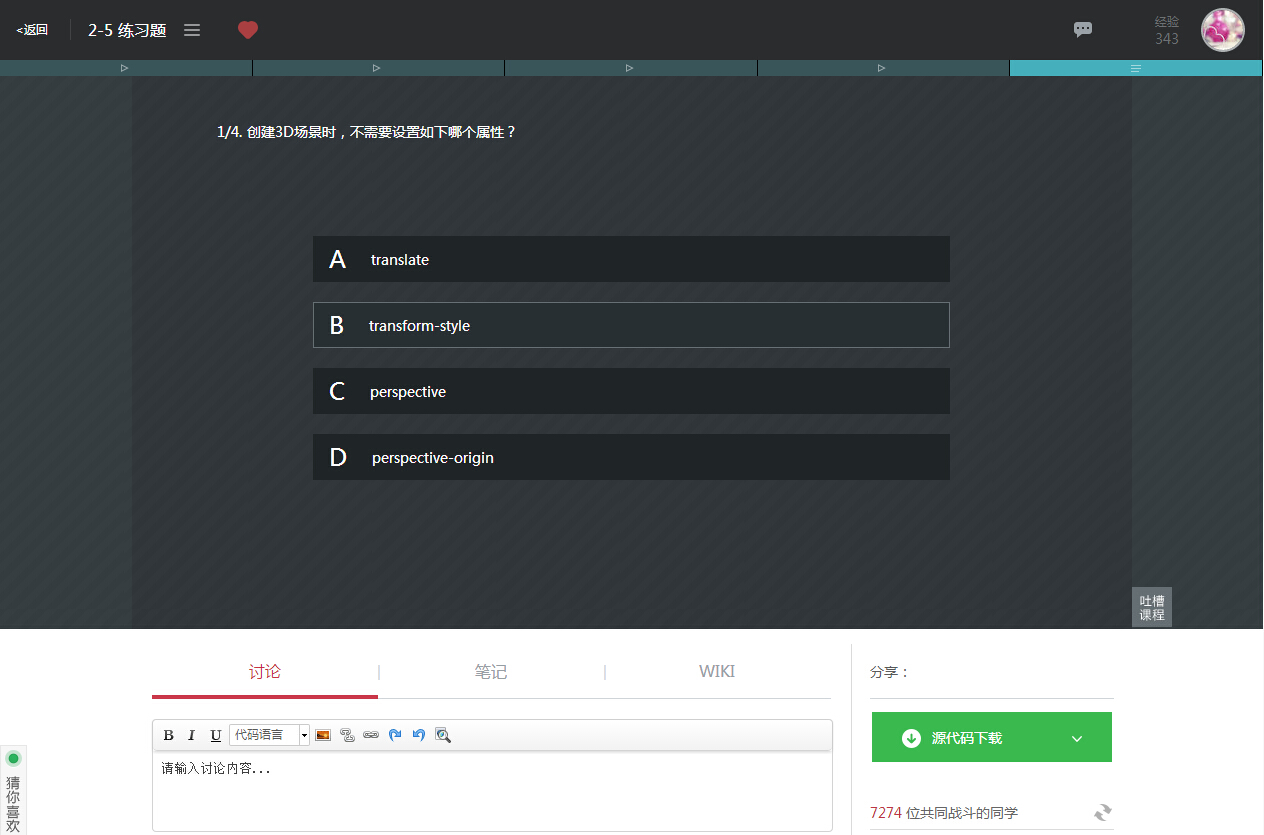 <返回
2-5 练习题
经验
343
1/4. 创建3D场景时，不需要设置如下哪个属性？
A translate
B transform-style
C perspective
D perspective-origin
吐槽
课程
讨论
笔记
WIKI
分享：
B I U 代码语言
源代码下载
请输入讨论内容...
猜你喜欢
7274 位共同战斗的同学